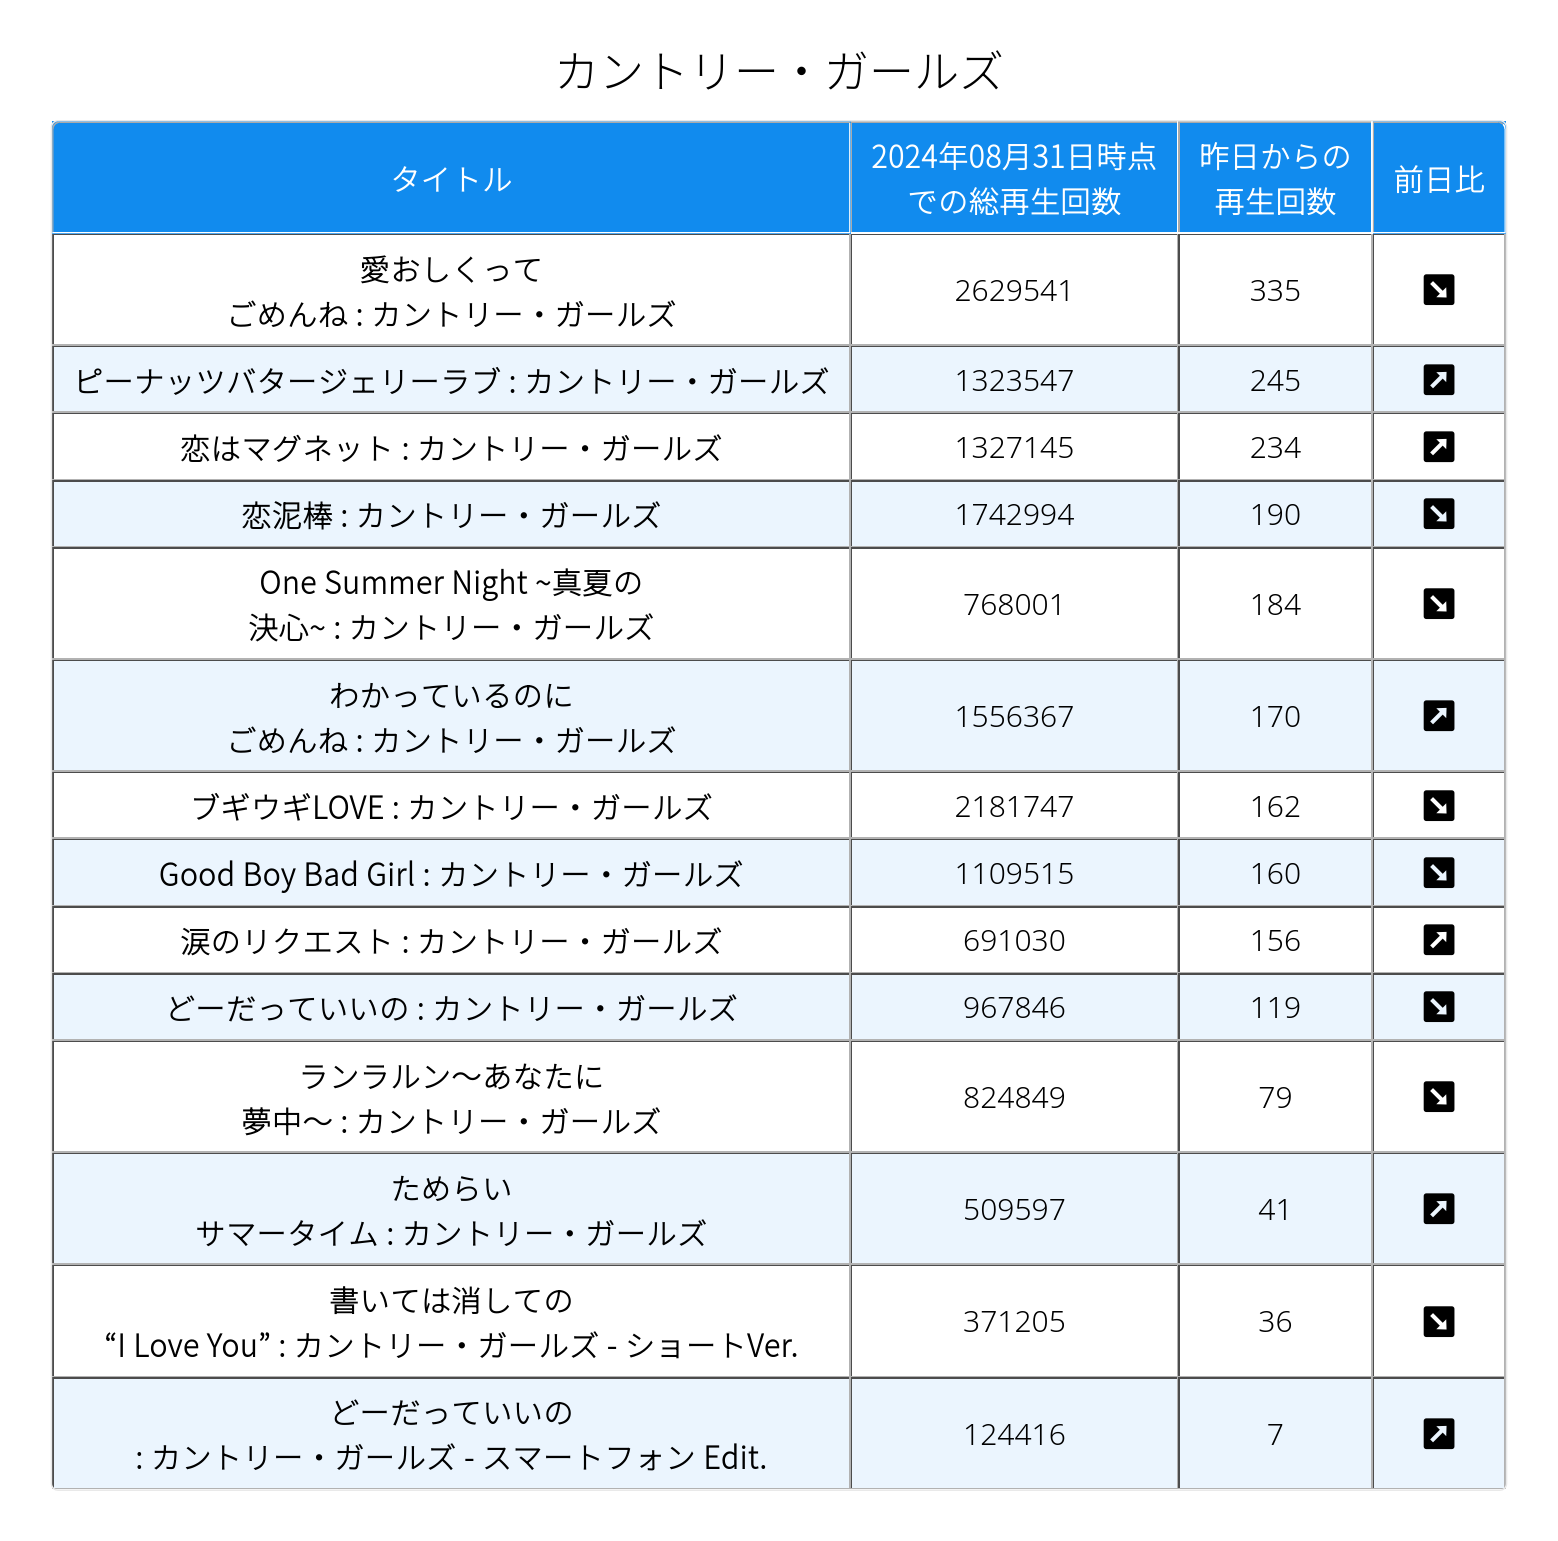 カントリー・ガールズ
タイトル
2024年08月31日時点
での総再生回数
昨日からの
再生回数
前日比
愛おしくって
ごめんね : カントリー・ガールズ
2629541
335
ピーナッツバタージェリーラブ : カントリー・ガールズ
1323547
245
恋はマグネット : カントリー・ガールズ
1327145
234
恋泥棒 : カントリー・ガールズ
1742994
190
One Summer Night ~真夏の
決心~ : カントリー・ガールズ
768001
184
わかっているのに
ごめんね : カントリー・ガールズ
1556367
170
ブギウギLOVE : カントリー・ガールズ
2181747
162
Good Boy Bad Girl : カントリー・ガールズ
1109515
160
涙のリクエスト : カントリー・ガールズ
691030
156
どーだっていいの : カントリー・ガールズ
967846
119
ランラルン～あなたに
夢中～ : カントリー・ガールズ
824849
79
ためらい
サマータイム : カントリー・ガールズ
509597
41
書いては消しての
“I Love You” : カントリー・ガールズ - ショートVer.
371205
36
どーだっていいの
: カントリー・ガールズ - スマートフォン Edit.
124416
7